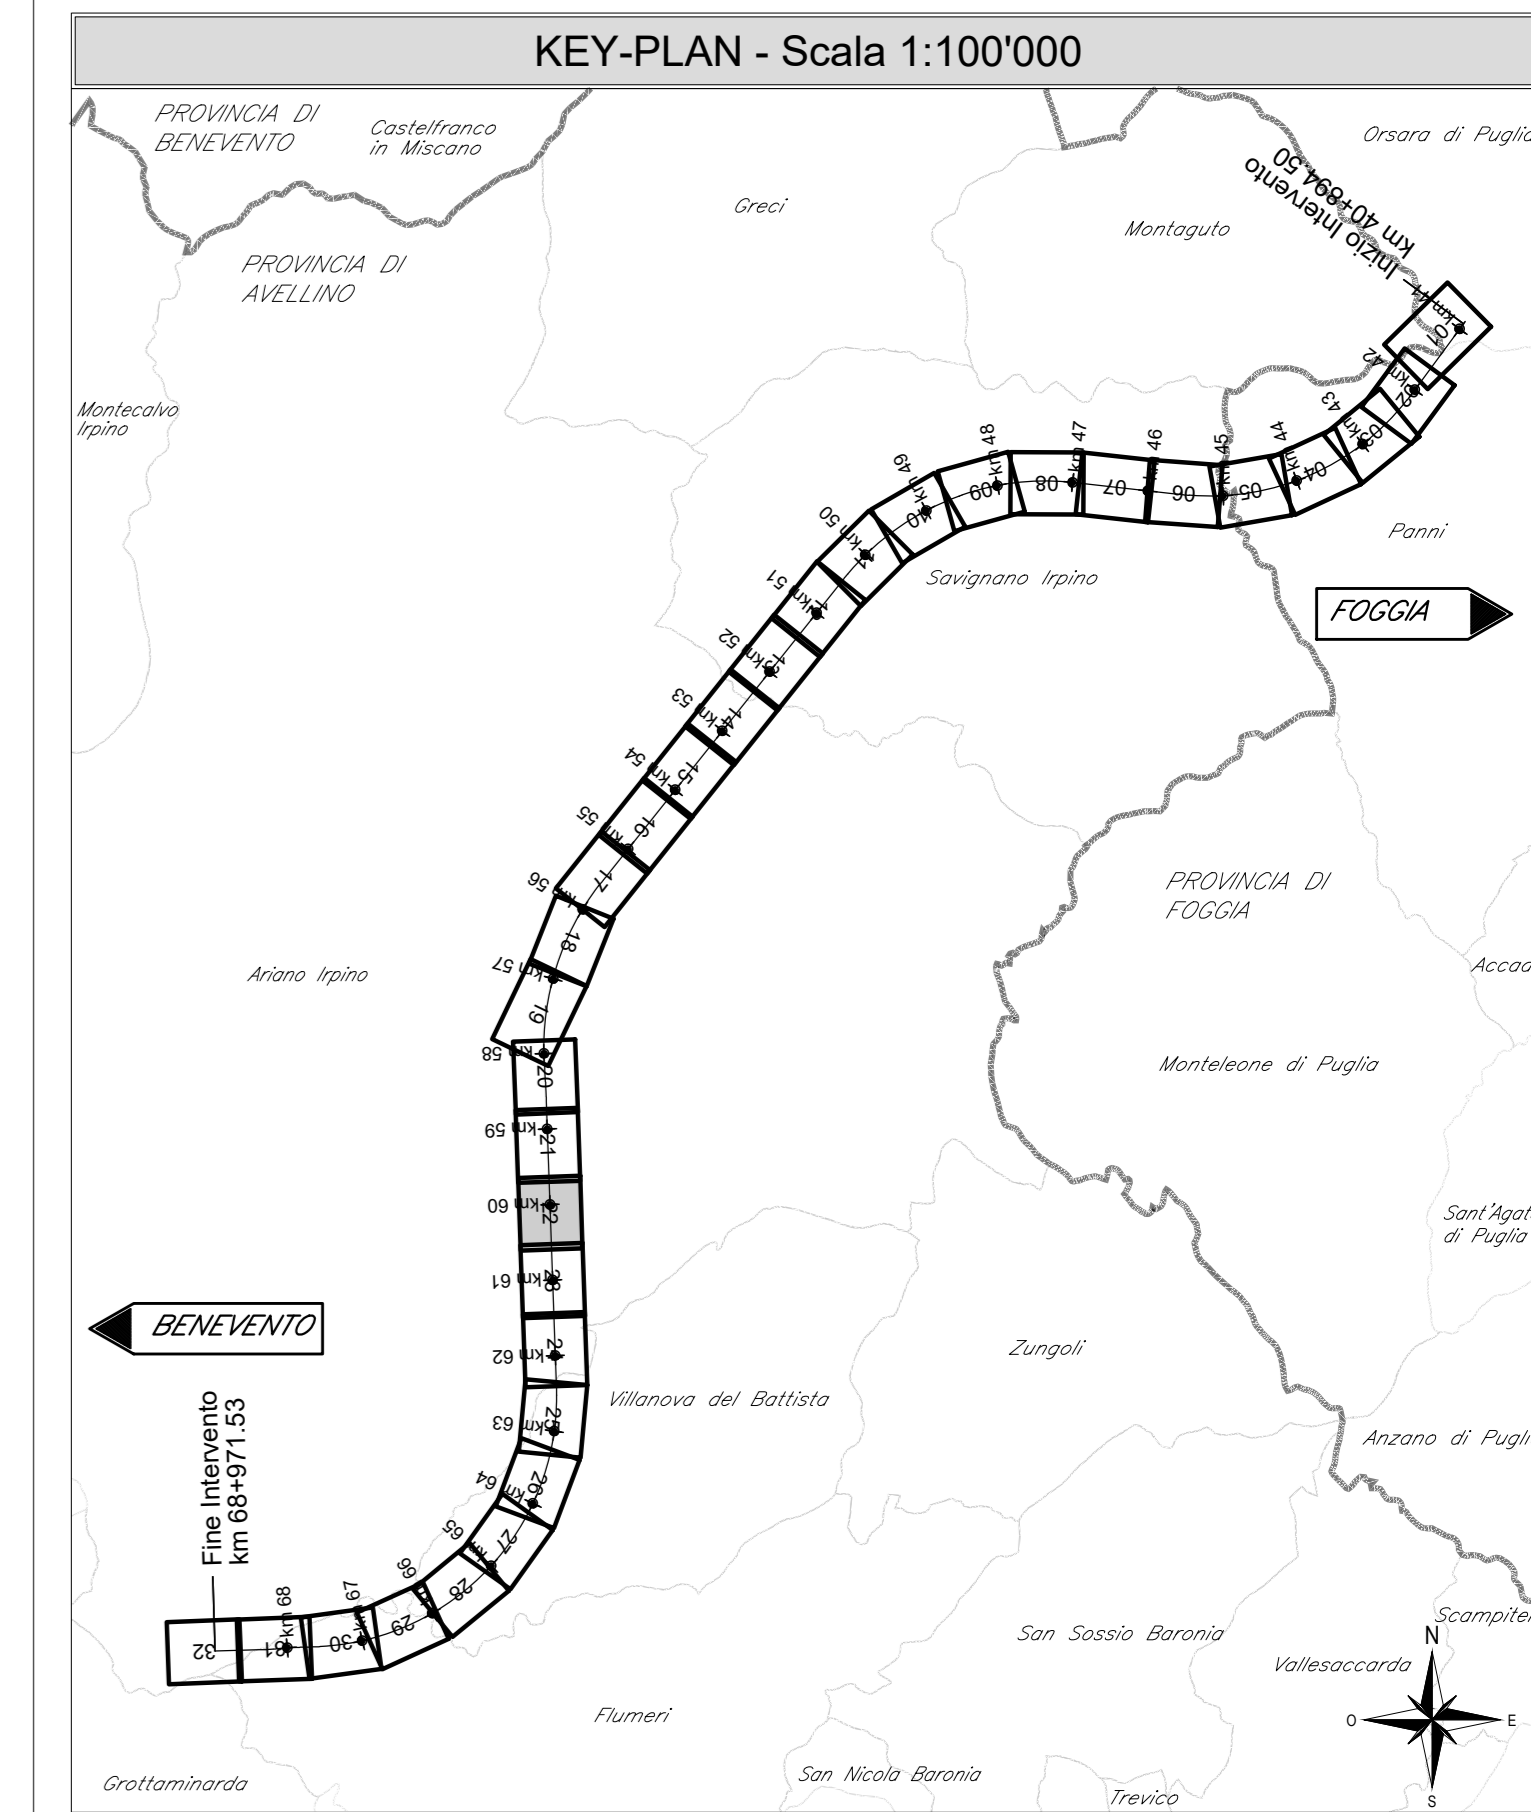 KEY-PLAN - Scala 1:100'000
PROVINCIA DI
BENEVENTO
Castelfranco
in Miscano
Orsara di Puglia
Greci
Montaguto
Inizio Intervento
km 40+894.50
PROVINCIA DI
AVELLINO
km 41
01
km 42
02
Montecalvo
Irpino
km 43
03
km 44
04
km 45
05
km 46
06
km 47
07
km 48
08
09
km 49
10
km 50
11
Panni
Savignano Irpino
FOGGIA
km 51
12
km 52
13
km 53
14
km 54
15
km 55
16
km 56
17
PROVINCIA DI
FOGGIA
18
km 57
Ariano Irpino
Accad
19
km 58
20
Monteleone di Puglia
km 59
21
km 60
22
Sant'Agat
di Puglia
km 61
23
BENEVENTO
km 62
24
Zungoli
Villanova del Battista
km 63
25
Anzano di Pugli
Fine Intervento
km 68+971.53
km 64
26
km 65
27
km 66
28
km 67
29
km 68
30
31
32
Scampite
San Sossio Baronia
Vallesaccarda
N
O
E
S
Flumeri
San Nicola Baronia
Grottaminarda
Trevico